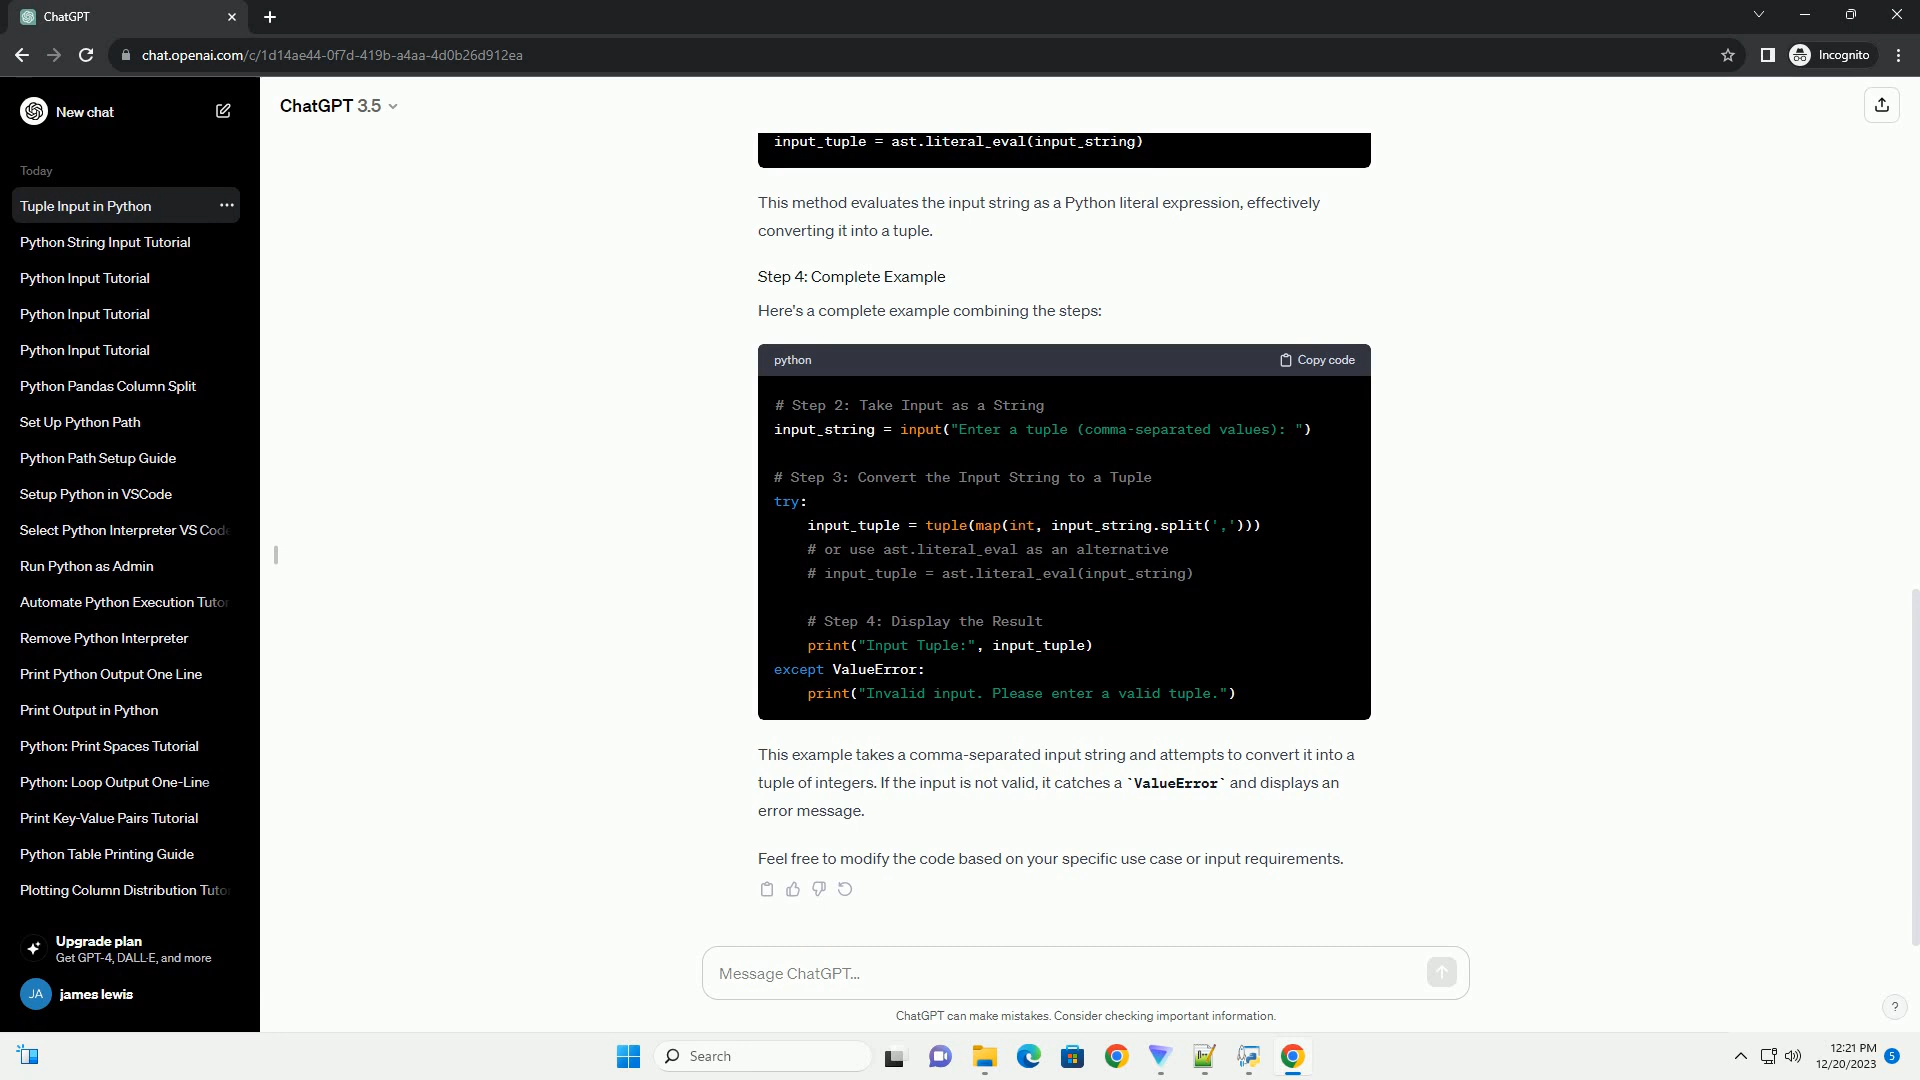 ChatGPT
chat.openai.com/c/1d14ae44-0f7d-419b-a4aa-4d0b26d912ea
Incognito
New chat
Today
Tuple Input in Python
Python String Input Tutorial
Python Input Tutorial
Python Input Tutorial
Python Input Tutorial
Python Pandas Column Split
Set Up Python Path
Python Path Setup Guide
Setup Python in VSCode
Select Python Interpreter VS Code
Run Python as Admin
Automate Python Execution Tutor
Remove Python Interpreter
Print Python Output One Line
Print Output in Python
Python: Print Spaces Tutorial
Python: Loop Output One-Line
Print Key-Value Pairs Tutorial
Python Table Printing Guide
Plotting Column Distribution Tuto
Upgrade plan
Get GPT-4, DALL·E, and more
JA
james lewis
ChatGPT 3.5
input_tuple = ast.literal_eval(input_string)
This method evaluates the input string as a Python literal expression, effectively
converting it into a tuple.
Step 4: Complete Example
Here's a complete example combining the steps:
python
Copy code
# Step 2: Take Input as a String
input_string = input("Enter a tuple (comma-separated values): ")
# Step 3: Convert the Input String to a Tuple
try:
input_tuple = tuple(map(int, input_string.split(',')))
# or use ast.literal_eval as an alternative
# input_tuple = ast.literal_eval(input_string)
# Step 4: Display the Result
print("Input Tuple:", input_tuple)
except ValueError:
print("Invalid input. Please enter a valid tuple.")
This example takes a comma-separated input string and attempts to convert it into a
tuple of integers. If the input is not valid, it catches a `ValueError` and displays an
error message.
Feel free to modify the code based on your specific use case or input requirements.
Message ChatGPT...
ChatGPT can make mistakes. Consider checking important information.
?
Search
12:21 PM
12/20/2023
5